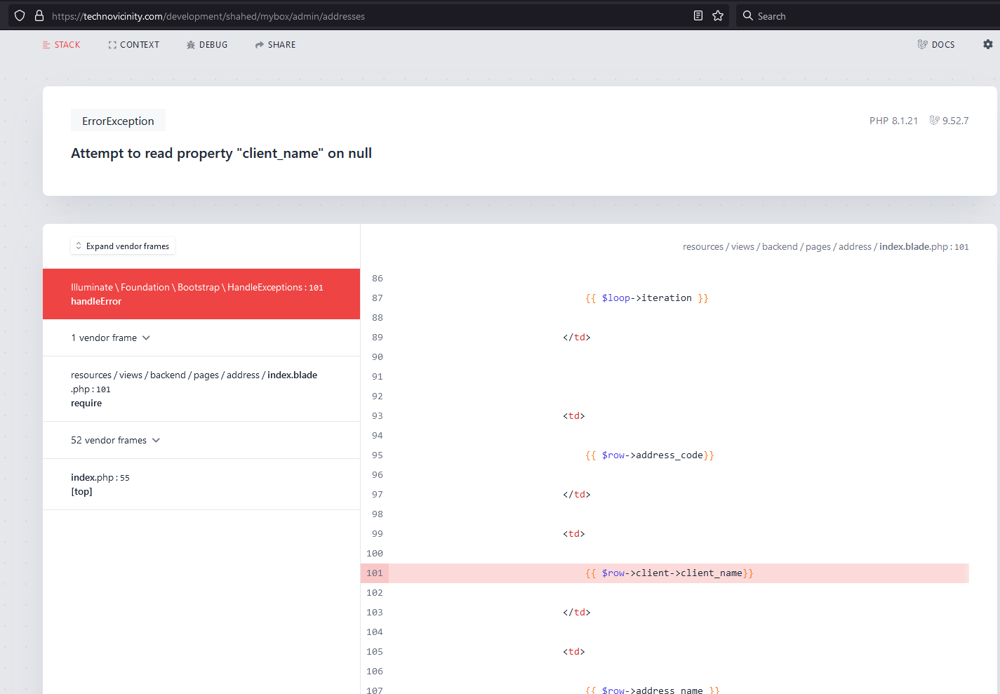 https://technovicinity.com/development/shahed/mybox/admin/addresses
Search
STACK
CONTEXT
DEBUG
SHARE
DOCS
ErrorException
PHP 8.1.21
9.52.7
Attempt to read property "client_name" on null
Expand vendor frames
Illuminate \ Foundation \ Bootstrap \ HandleExceptions : 101
handleError
1 vendor frame
resources / views / backend / pages / address / index.blade
.php : 101
require
52 vendor frames
index.php : 55
[top]
resources / views / backend / pages / address / index.blade.php : 101
86
87 {{ $loop->iteration }}
88
89 </td>
90
91
92
93 <td>
94
95 {{ $row->address_code}}
96
97 </td>
98
99 <td>
100
101 {{ $row->client->client_name}}
102
103 </td>
104
105 <td>
106
107 {{ $row->address_name }}